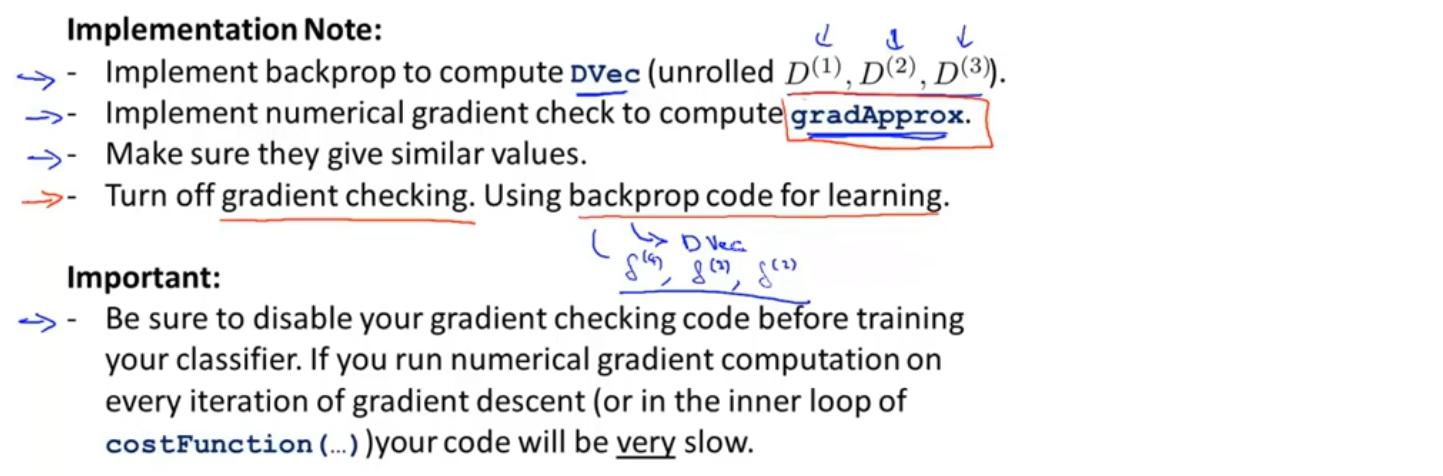 Implementation Note:
- Implement backprop to compute DVec (unrolled D(1), D(2), D(3)).
- Implement numerical gradient check to compute gradApprox.
- Make sure they give similar values.
- Turn off gradient checking. Using backprop code for learning.
DVec
δ(4), δ(3), δ(2)
Important:
- Be sure to disable your gradient checking code before training
your classifier. If you run numerical gradient computation on
every iteration of gradient descent (or in the inner loop of
costFunction(…))your code will be very slow.